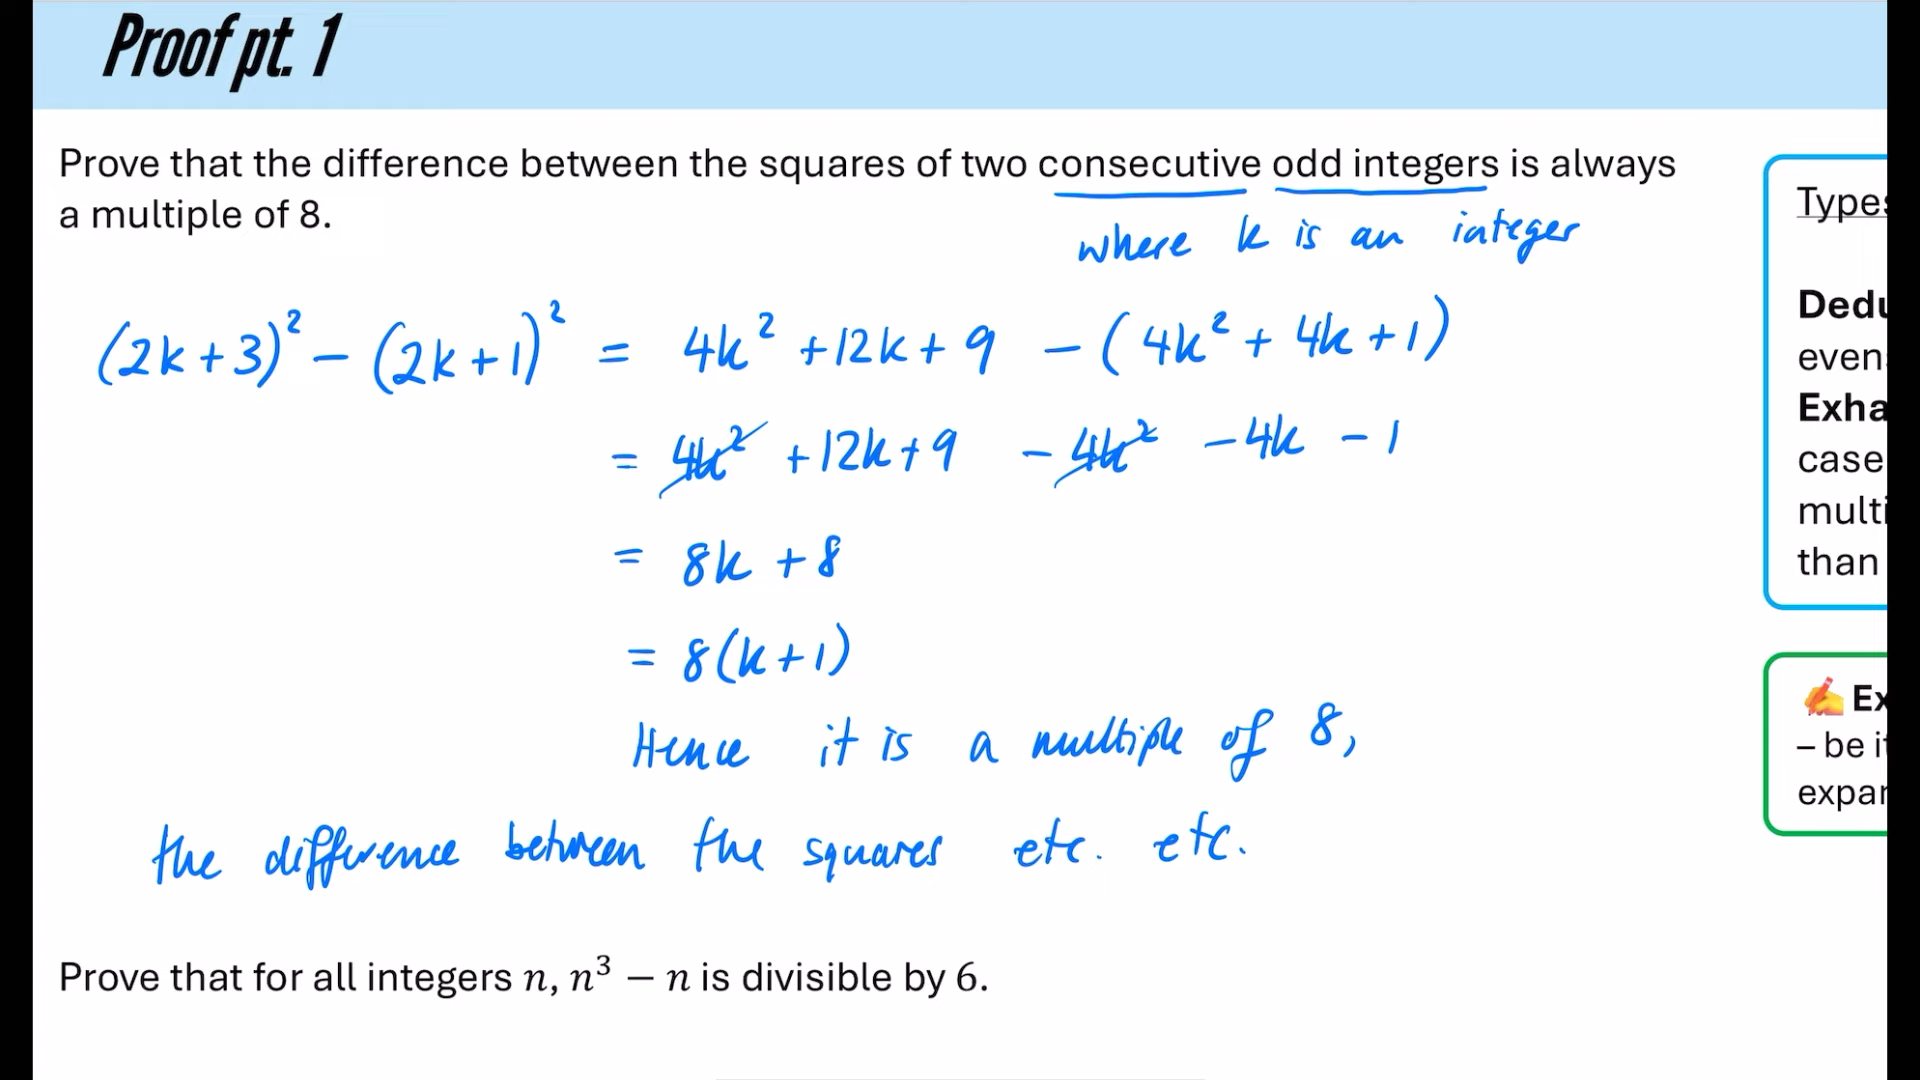 Proof pt. 1
Prove that the difference between the squares of two consecutive odd integers is always
a multiple of 8.
where k is an integer
(2k+3)² − (2k+1)² = 4k² + 12k + 9 − (4k² + 4k + 1)
= 4k² + 12k + 9 − 4k² − 4k − 1
= 8k + 8
= 8(k+1)
Hence it is a multiple of 8,
the difference between the squares etc. etc.
Prove that for all integers n, n³ − n is divisible by 6.
Types
Dedu
even
Exha
case
multi
than
✍ Ex
– be it
expan